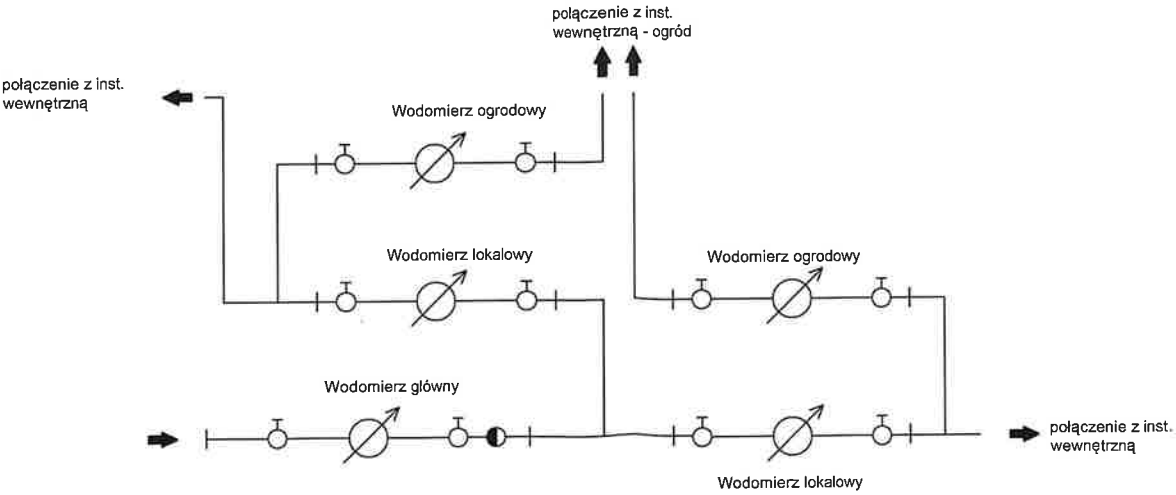 połączenie z inst.
wewnętrzną - ogród
połączenie z inst.
wewnętrzną
Wodomierz ogrodowy
Wodomierz lokalowy
Wodomierz ogrodowy
Wodomierz główny
połączenie z inst.
wewnętrzną
Wodomierz lokalowy